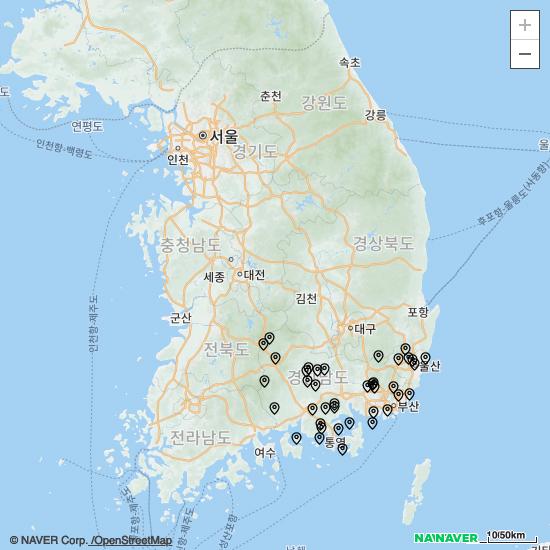 +
−
속초
춘천
강원도
강릉
도
연평도
서울
울
인천항-백령도
인천
경기도
후포항-울릉도(사동항)
충청남도
경상북도
세종
대전
인천항-제주도
김천
포항
군산
대구
전북도
울산
경상남도
부산
전라남도
여수
통영
© NAVER Corp. /OpenStreetMap
NAVER
10/50km